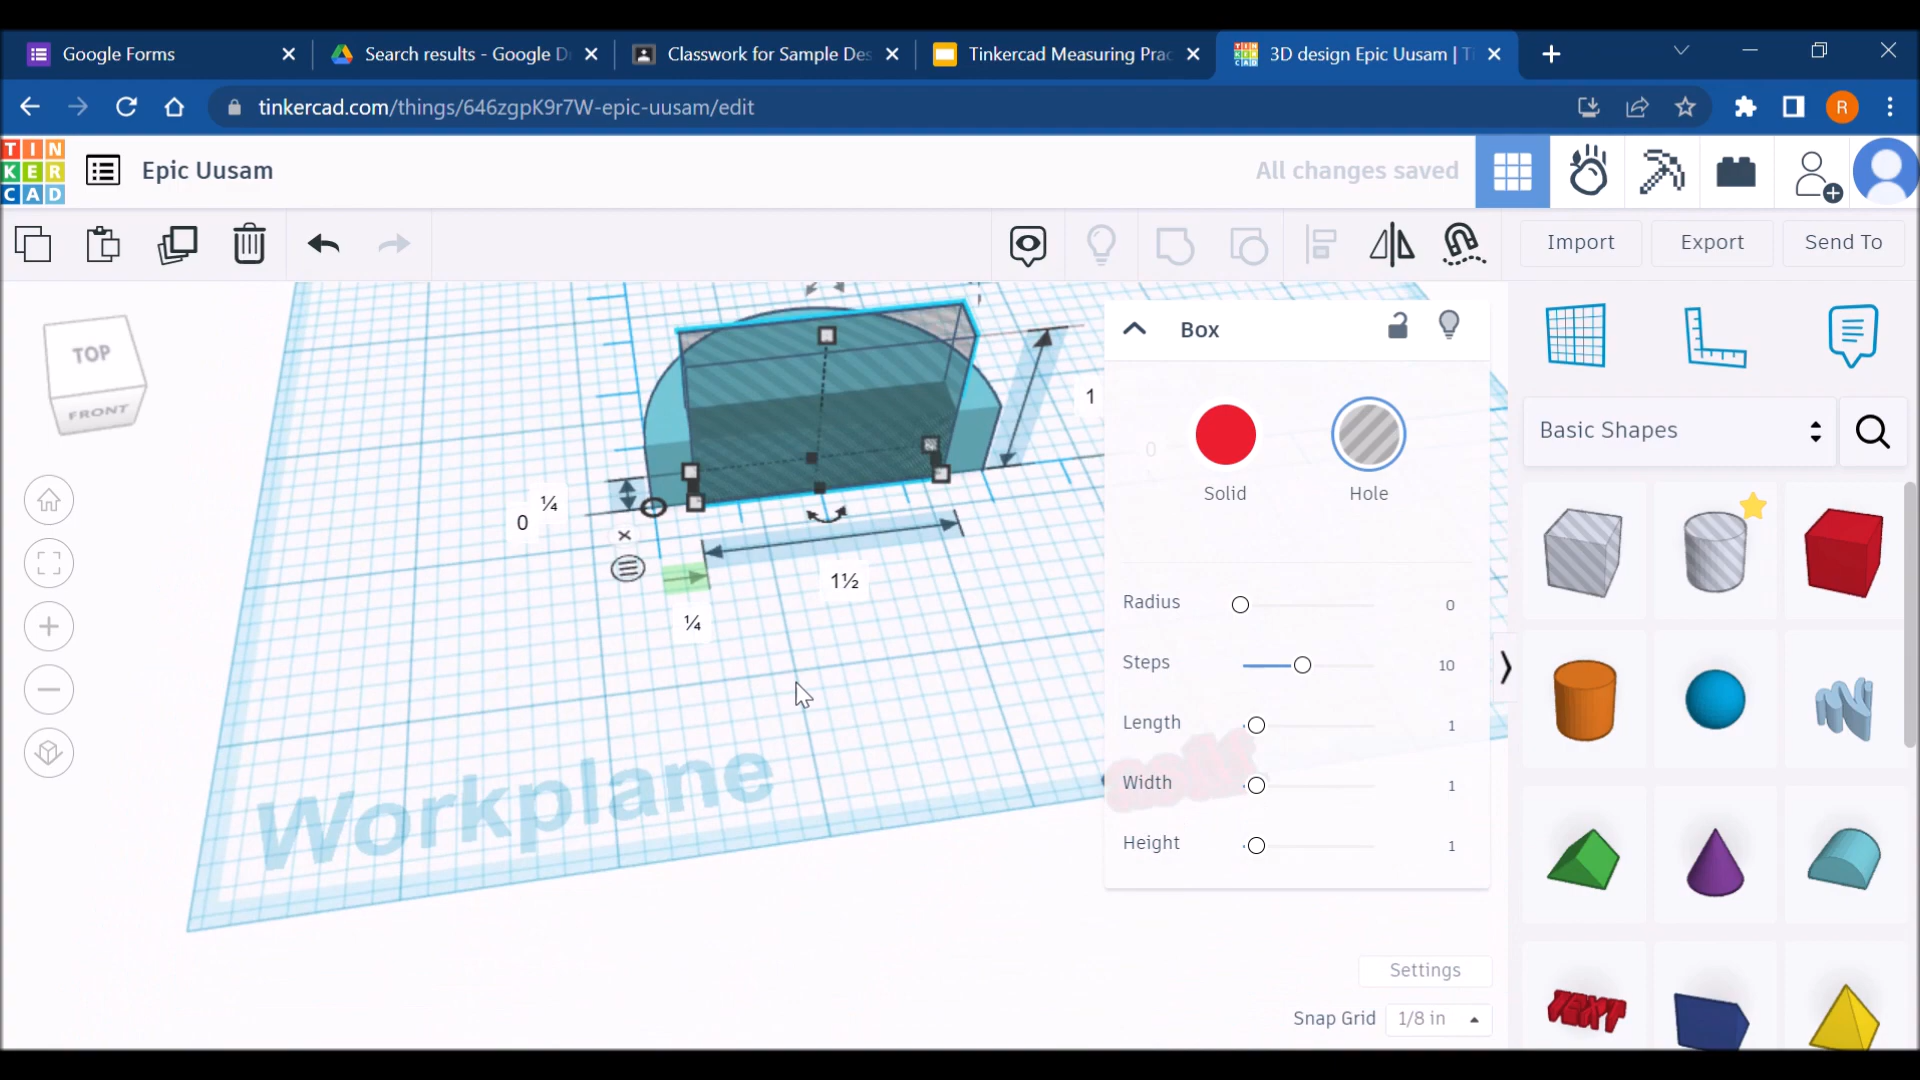 Google Forms
Search results - Google D
Classwork for Sample Des
Tinkercad Measuring Prac
3D design Epic Uusam | T
tinkercad.com/things/646zgpK9r7W-epic-uusam/edit
R
TIN
KER
CAD
Epic Uusam
All changes saved
Import
Export
Send To
TOP
FRONT
Box
Solid
Hole
Basic Shapes
1
0
¼
0
1½
¼
Radius
0
Steps
10
Length
1
Width
1
Height
1
Workplane
TEXT
Settings
Snap Grid
1/8 in